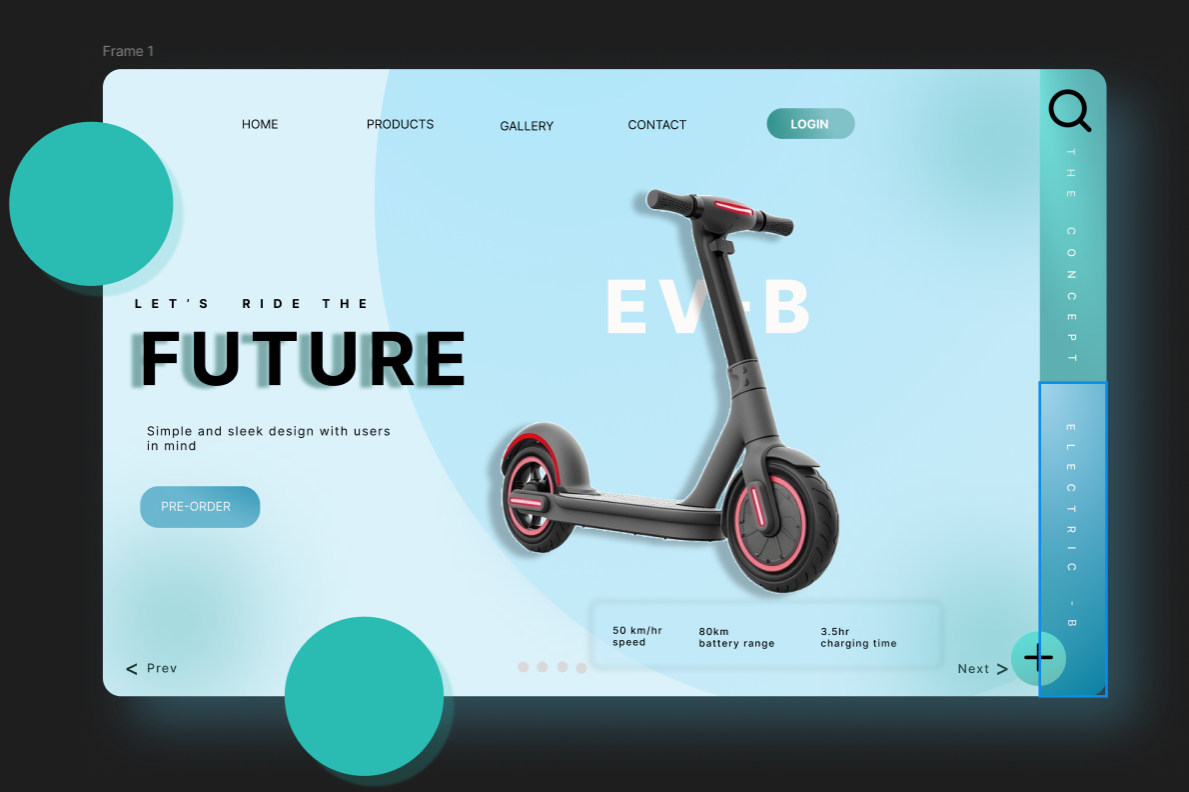 Frame 1
HOME PRODUCTS GALLERY CONTACT LOGIN
THE CONCEPT
LET'S RIDE THE
FUTURE
EV-B
Simple and sleek design with users
in mind
PRE-ORDER
ELECTRIC -B
50 km/hr
speed
80km
battery range
3.5hr
charging time
< Prev
Next >